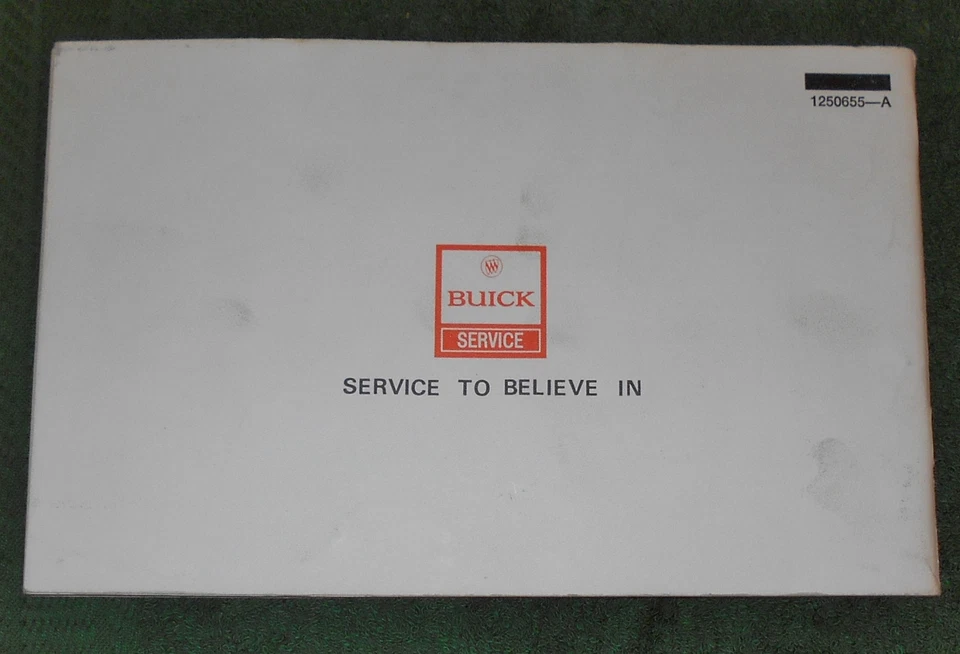 1250655—A
BUICK
SERVICE
SERVICE TO BELIEVE IN